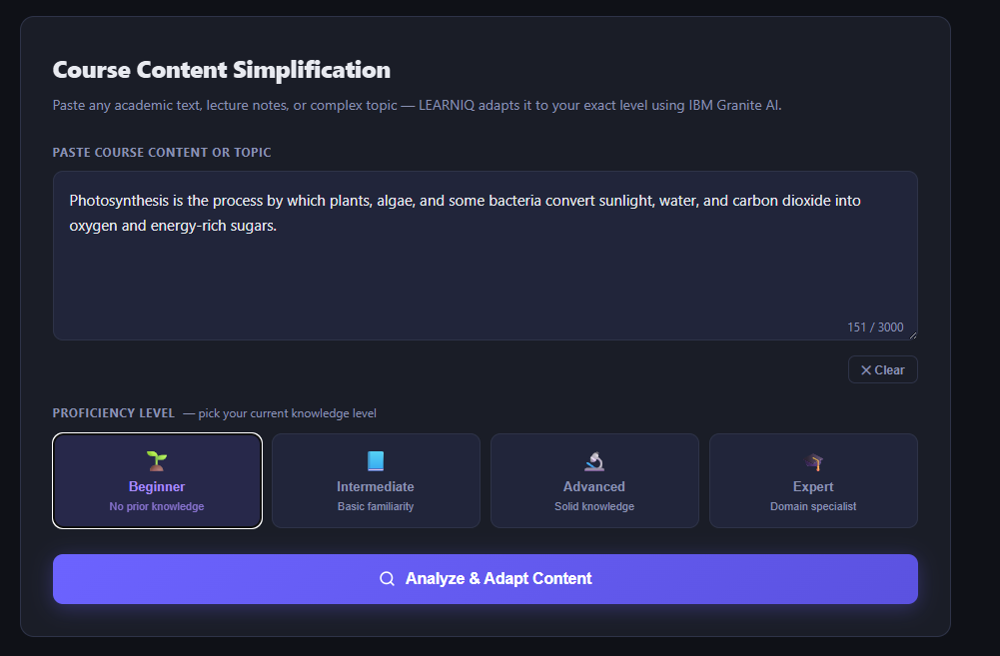 Course Content Simplification
Paste any academic text, lecture notes, or complex topic — LEARNIQ adapts it to your exact level using IBM Granite AI.
PASTE COURSE CONTENT OR TOPIC
Photosynthesis is the process by which plants, algae, and some bacteria convert sunlight, water, and carbon dioxide into
oxygen and energy-rich sugars.
151 / 3000
Clear
PROFICIENCY LEVEL — pick your current knowledge level
Beginner
No prior knowledge
Intermediate
Basic familiarity
Advanced
Solid knowledge
Expert
Domain specialist
Analyze & Adapt Content